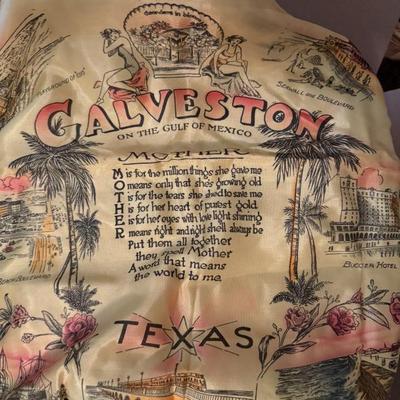 PLAYGROUND OF
SEAWALL AND BOULEVARD
GALVESTON
ON THE GULF OF MEXICO
MOTHER
M is for the million things she gave me
O means only that she's growing old
T is for the tears she shed to save me
H is for her heart of purest gold
E is for her eyes with love light shining
R means right and right she'll always be
Put them all together
they spell Mother
A word that means
the world to me.
BUCCANEER HOTEL
TEXAS